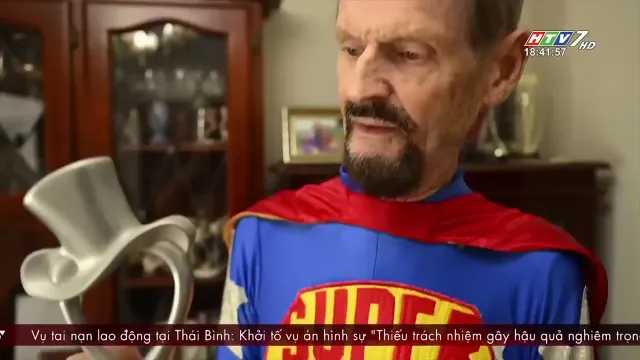 HTV7 HD
18:41:57
SUPER
Vụ tai nạn lao động tại Thái Bình: Khởi tố vụ án hình sự "Thiếu trách nhiệm gây hậu quả nghiêm trọn